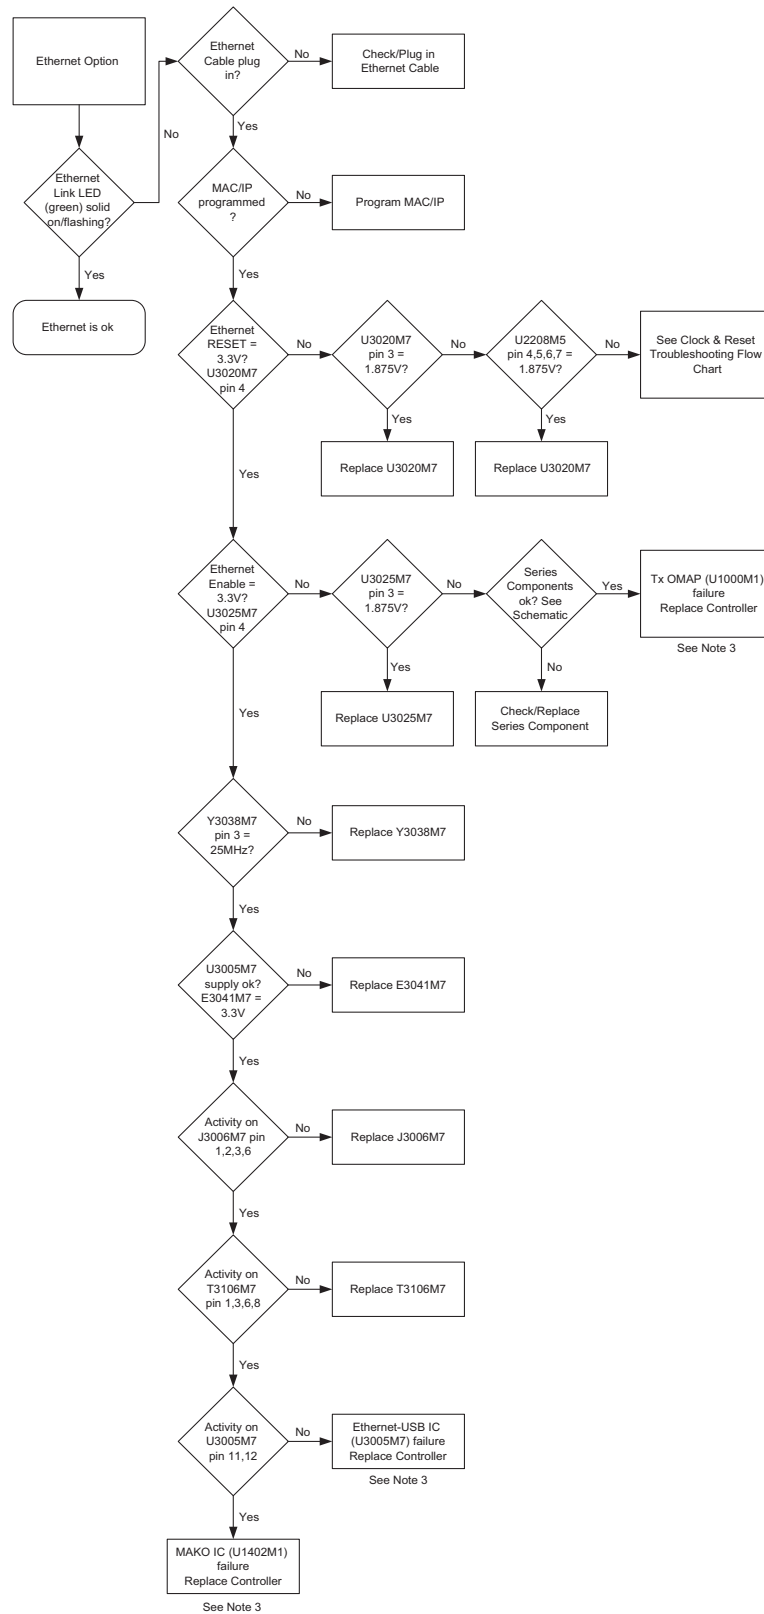 Ethernet Option
Ethernet
Cable plug
in?
No
Check/Plug in
Ethernet Cable
No
Yes
Ethernet
Link LED
(green) solid
on/flashing?
MAC/IP
programmed
?
No
Program MAC/IP
Yes
Yes
Ethernet is ok
Ethernet
RESET =
3.3V?
U3020M7
pin 4
No
U3020M7
pin 3 =
1.875V?
No
U2208M5
pin 4,5,6,7 =
1.875V?
No
See Clock & Reset
Troubleshooting Flow
Chart
Yes
Yes
Replace U3020M7
Replace U3020M7
Yes
Ethernet
Enable =
3.3V?
U3025M7
pin 4
No
U3025M7
pin 3 =
1.875V?
No
Series
Components
ok? See
Schematic
Yes
Tx OMAP (U1000M1)
failure
Replace Controller
See Note 3
Yes
No
Replace U3025M7
Check/Replace
Series Component
Yes
Y3038M7
pin 3 =
25MHz?
No
Replace Y3038M7
Yes
U3005M7
supply ok?
E3041M7 =
3.3V
No
Replace E3041M7
Yes
Activity on
J3006M7 pin
1,2,3,6
No
Replace J3006M7
Yes
Activity on
T3106M7
pin 1,3,6,8
No
Replace T3106M7
Yes
Activity on
U3005M7
pin 11,12
No
Ethernet-USB IC
(U3005M7) failure
Replace Controller
See Note 3
Yes
MAKO IC (U1402M1)
failure
Replace Controller
See Note 3